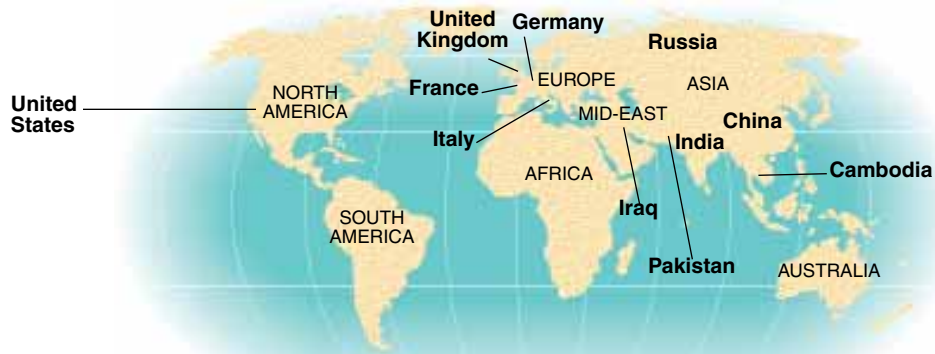 United
Kingdom
Germany
Russia
NORTH
AMERICA
France
EUROPE
ASIA
United
States
MID-EAST
Italy
China
India
AFRICA
Cambodia
Iraq
SOUTH
AMERICA
Pakistan
AUSTRALIA